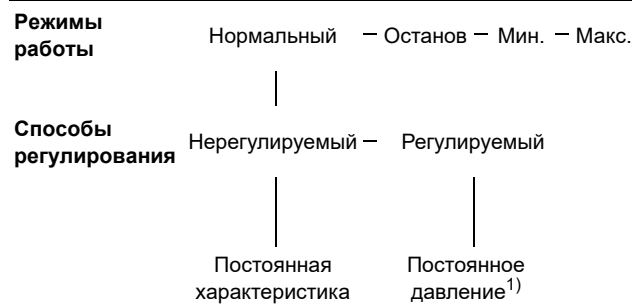 Режимы
работы
Нормальный – Останов – Мин. – Макс.
Способы
регулирования
Нерегулируемый – Регулируемый
Постоянная
характеристика
Постоянное
давление1)